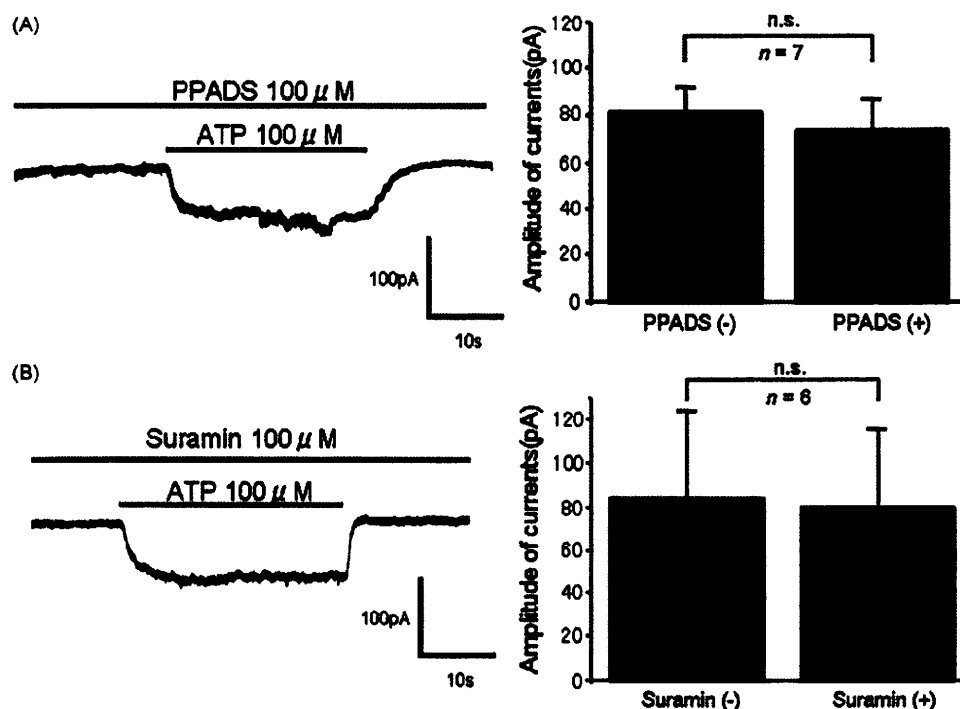 (A)
PPADS 100 μ M
ATP 100 μ M
100pA
10s
Amplitude of currents(pA)
120
100
80
60
40
20
0
n.s.
n = 7
PPADS (-)
PPADS (+)
(B)
Suramin 100 μ M
ATP 100 μ M
100pA
10s
Amplitude of currents(pA)
120
100
80
60
40
20
0
n.s.
n = 6
Suramin (-)
Suramin (+)